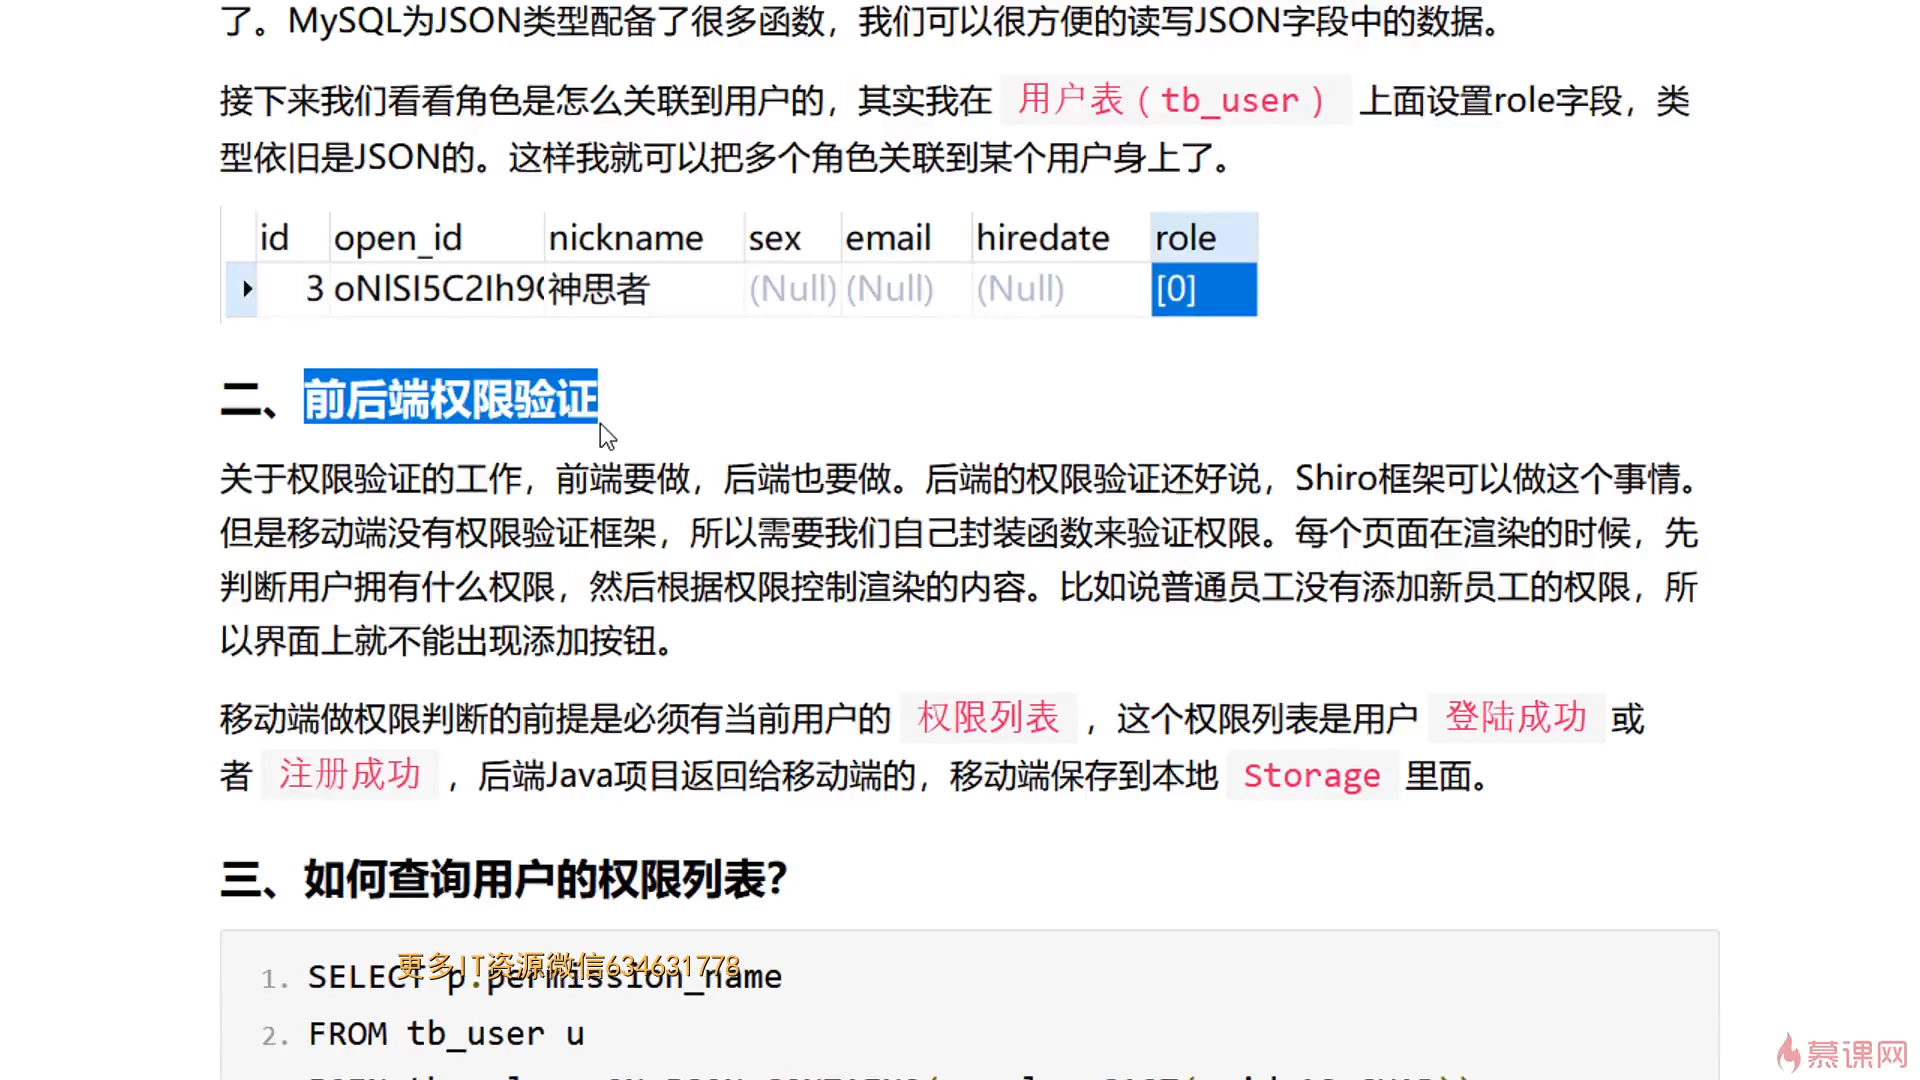 了。MySQL为JSON类型配备了很多函数，我们可以很方便的读写JSON字段中的数据。
接下来我们看看角色是怎么关联到用户的，其实我在 用户表（tb_user） 上面设置role字段，类
型依旧是JSON的。这样我就可以把多个角色关联到某个用户身上了。
id open_id nickname sex email hiredate role
3 oNlSI5C2Ih9 神思者 (Null) (Null) (Null) [0]
二、前后端权限验证
关于权限验证的工作，前端要做，后端也要做。后端的权限验证还好说，Shiro框架可以做这个事情。
但是移动端没有权限验证框架，所以需要我们自己封装函数来验证权限。每个页面在渲染的时候，先
判断用户拥有什么权限，然后根据权限控制渲染的内容。比如说普通员工没有添加新员工的权限，所
以界面上就不能出现添加按钮。
移动端做权限判断的前提是必须有当前用户的 权限列表 ，这个权限列表是用户 登陆成功 或
者 注册成功 ，后端Java项目返回给移动端的，移动端保存到本地 Storage 里面。
三、如何查询用户的权限列表？
更多IT资源微信634631778
1. SELECT p.permission_name
2. FROM tb_user u
慕课网